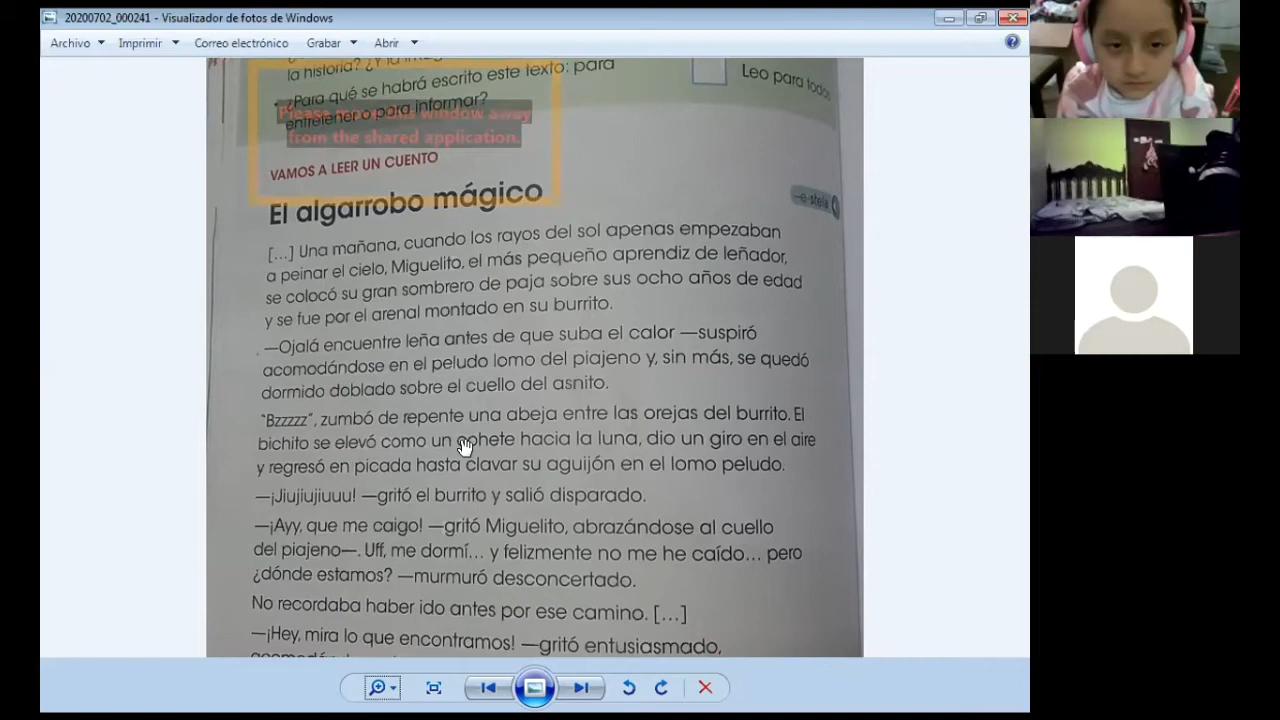 20200702_000241 - Visualizador de fotos de Windows
Archivo Imprimir Correo electrónico Grabar Abrir
la historia? ¿Y la
• ¿Para qué se habrá escrito este texto: para
entretener o para informar?
Leo para todos
Please move this window away
from the shared application.
VAMOS A LEER UN CUENTO
El algarrobo mágico
[...] Una mañana, cuando los rayos del sol apenas empezaban
a peinar el cielo, Miguelito, el más pequeño aprendiz de leñador,
se colocó su gran sombrero de paja sobre sus ocho años de edad
y se fue por el arenal montado en su burrito.
—Ojalá encuentre leña antes de que suba el calor —suspiró
acomodándose en el peludo lomo del piajeno y, sin más, se quedó
dormido doblado sobre el cuello del asnito.
“Bzzzzz”, zumbó de repente una abeja entre las orejas del burrito. El
bichito se elevó como un cohete hacia la luna, dio un giro en el aire
y regresó en picada hasta clavar su aguijón en el lomo peludo.
—¡Jiujiujiuuu! —gritó el burrito y salió disparado.
—¡Ayy, que me caigo! —gritó Miguelito, abrazándose al cuello
del piajeno—. Uff, me dormí... y felizmente no me he caído... pero
¿dónde estamos? —murmuró desconcertado.
No recordaba haber ido antes por ese camino. [...]
—¡Hey, mira lo que encontramos! —gritó entusiasmado,